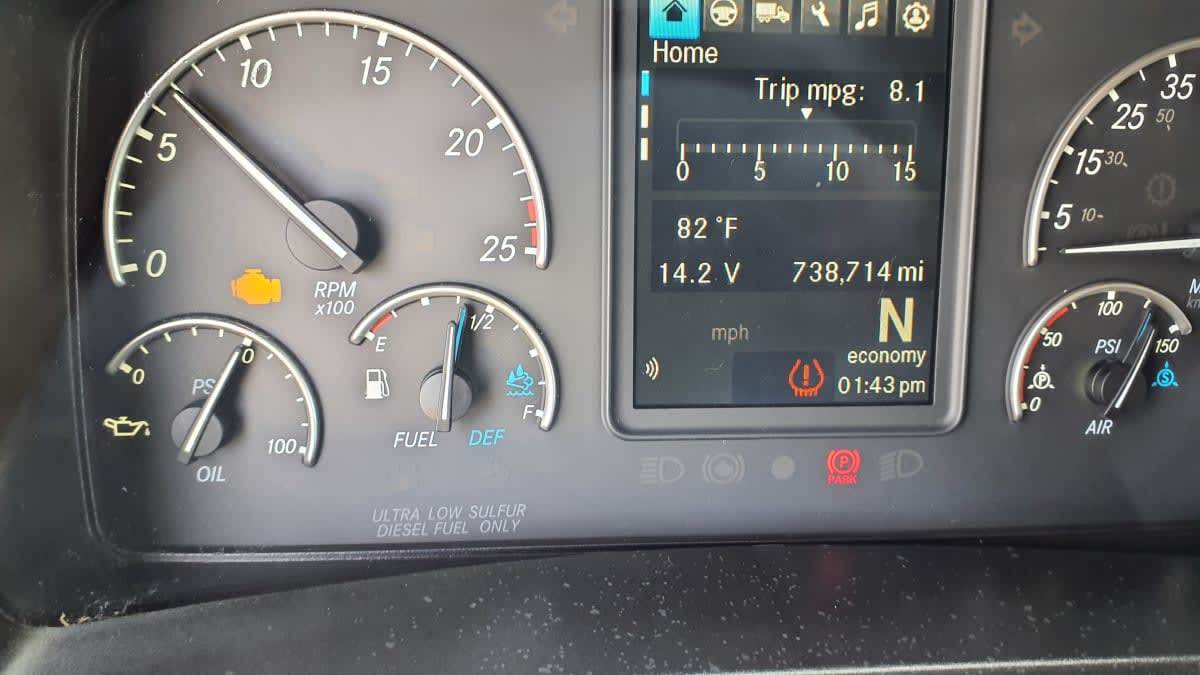 0
5
10
15
20
25
RPM
x100
0
100
OIL
E
1/2
F
FUEL
DEF
ULTRA LOW SULFUR
DIESEL FUEL ONLY
Home
Trip mpg: 8.1
0 5 10 15
82 °F
14.2 V 738,714 mi
mph
N
economy
01:43 pm
PARK
5 10
15 30
25 50
35
0
50
100
150
PSI
AIR